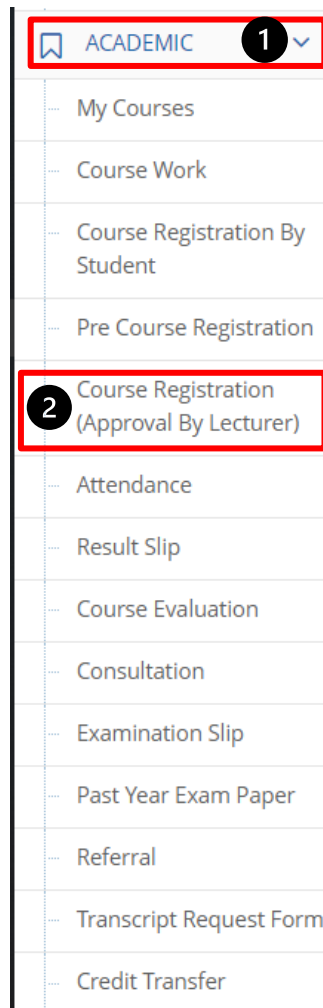 ACADEMIC 1
My Courses
Course Work
Course Registration By
Student
Pre Course Registration
2 Course Registration
(Approval By Lecturer)
Attendance
Result Slip
Course Evaluation
Consultation
Examination Slip
Past Year Exam Paper
Referral
Transcript Request Form
Credit Transfer